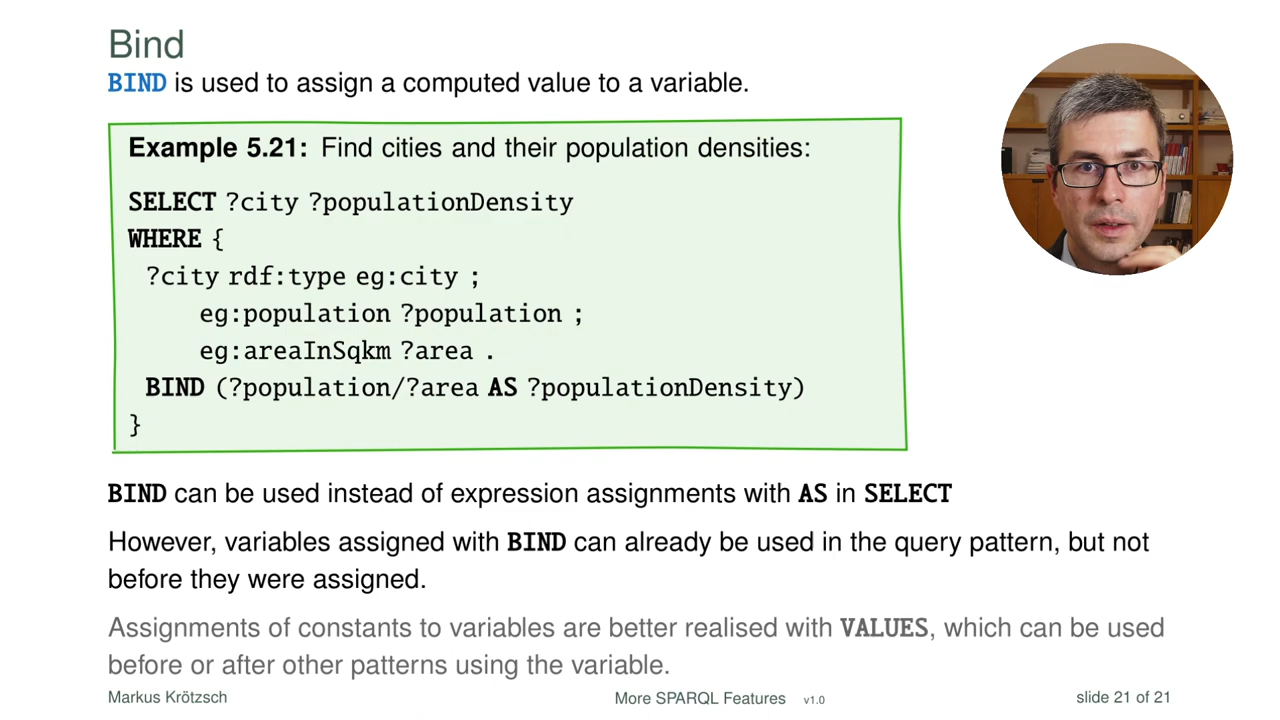 Bind
BIND is used to assign a computed value to a variable.
Example 5.21: Find cities and their population densities:
SELECT ?city ?populationDensity
WHERE {
?city rdf:type eg:city ;
eg:population ?population ;
eg:areaInSqkm ?area .
BIND (?population/?area AS ?populationDensity)
}
BIND can be used instead of expression assignments with AS in SELECT
However, variables assigned with BIND can already be used in the query pattern, but not
before they were assigned.
Assignments of constants to variables are better realised with VALUES, which can be used
before or after other patterns using the variable.
Markus Krötzsch More SPARQL Features v1.0 slide 21 of 21